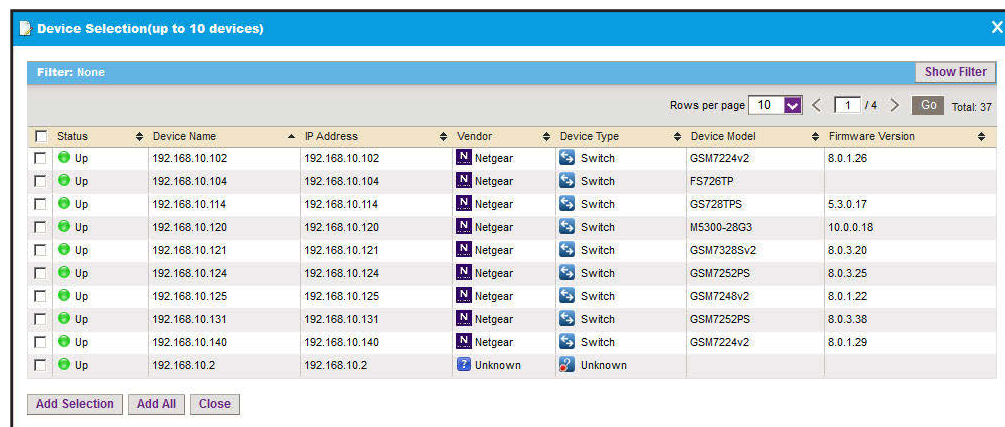 Device Selection(up to 10 devices) X
Filter: None Show Filter
Rows per page 10 < 1 / 4 > Go Total: 37
Status Device Name IP Address Vendor Device Type Device Model Firmware Version
Up 192.168.10.102 192.168.10.102 N Netgear Switch GSM7224v2 8.0.1.26
Up 192.168.10.104 192.168.10.104 N Netgear Switch FS726TP
Up 192.168.10.114 192.168.10.114 N Netgear Switch GS728TPS 5.3.0.17
Up 192.168.10.120 192.168.10.120 N Netgear Switch M5300-28G3 10.0.0.18
Up 192.168.10.121 192.168.10.121 N Netgear Switch GSM7328Sv2 8.0.3.20
Up 192.168.10.124 192.168.10.124 N Netgear Switch GSM7252PS 8.0.3.25
Up 192.168.10.125 192.168.10.125 N Netgear Switch GSM7248v2 8.0.1.22
Up 192.168.10.131 192.168.10.131 N Netgear Switch GSM7252PS 8.0.3.38
Up 192.168.10.140 192.168.10.140 N Netgear Switch GSM7224v2 8.0.1.29
Up 192.168.10.2 192.168.10.2 ? Unknown ? Unknown
Add Selection Add All Close